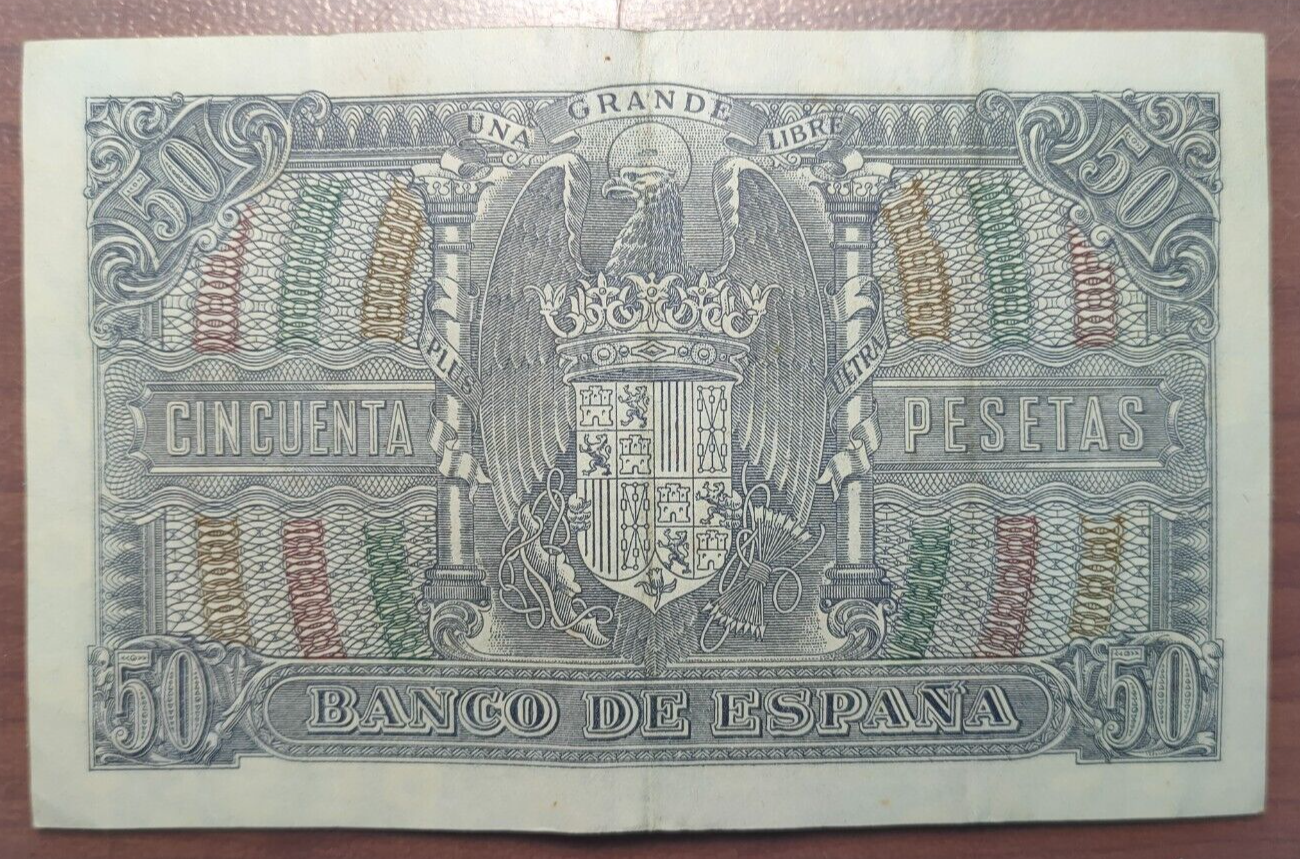 UNA GRANDE LIBRE
50 50
PLUS ULTRA
CINCUENTA PESETAS
50 BANCO DE ESPAÑA 50